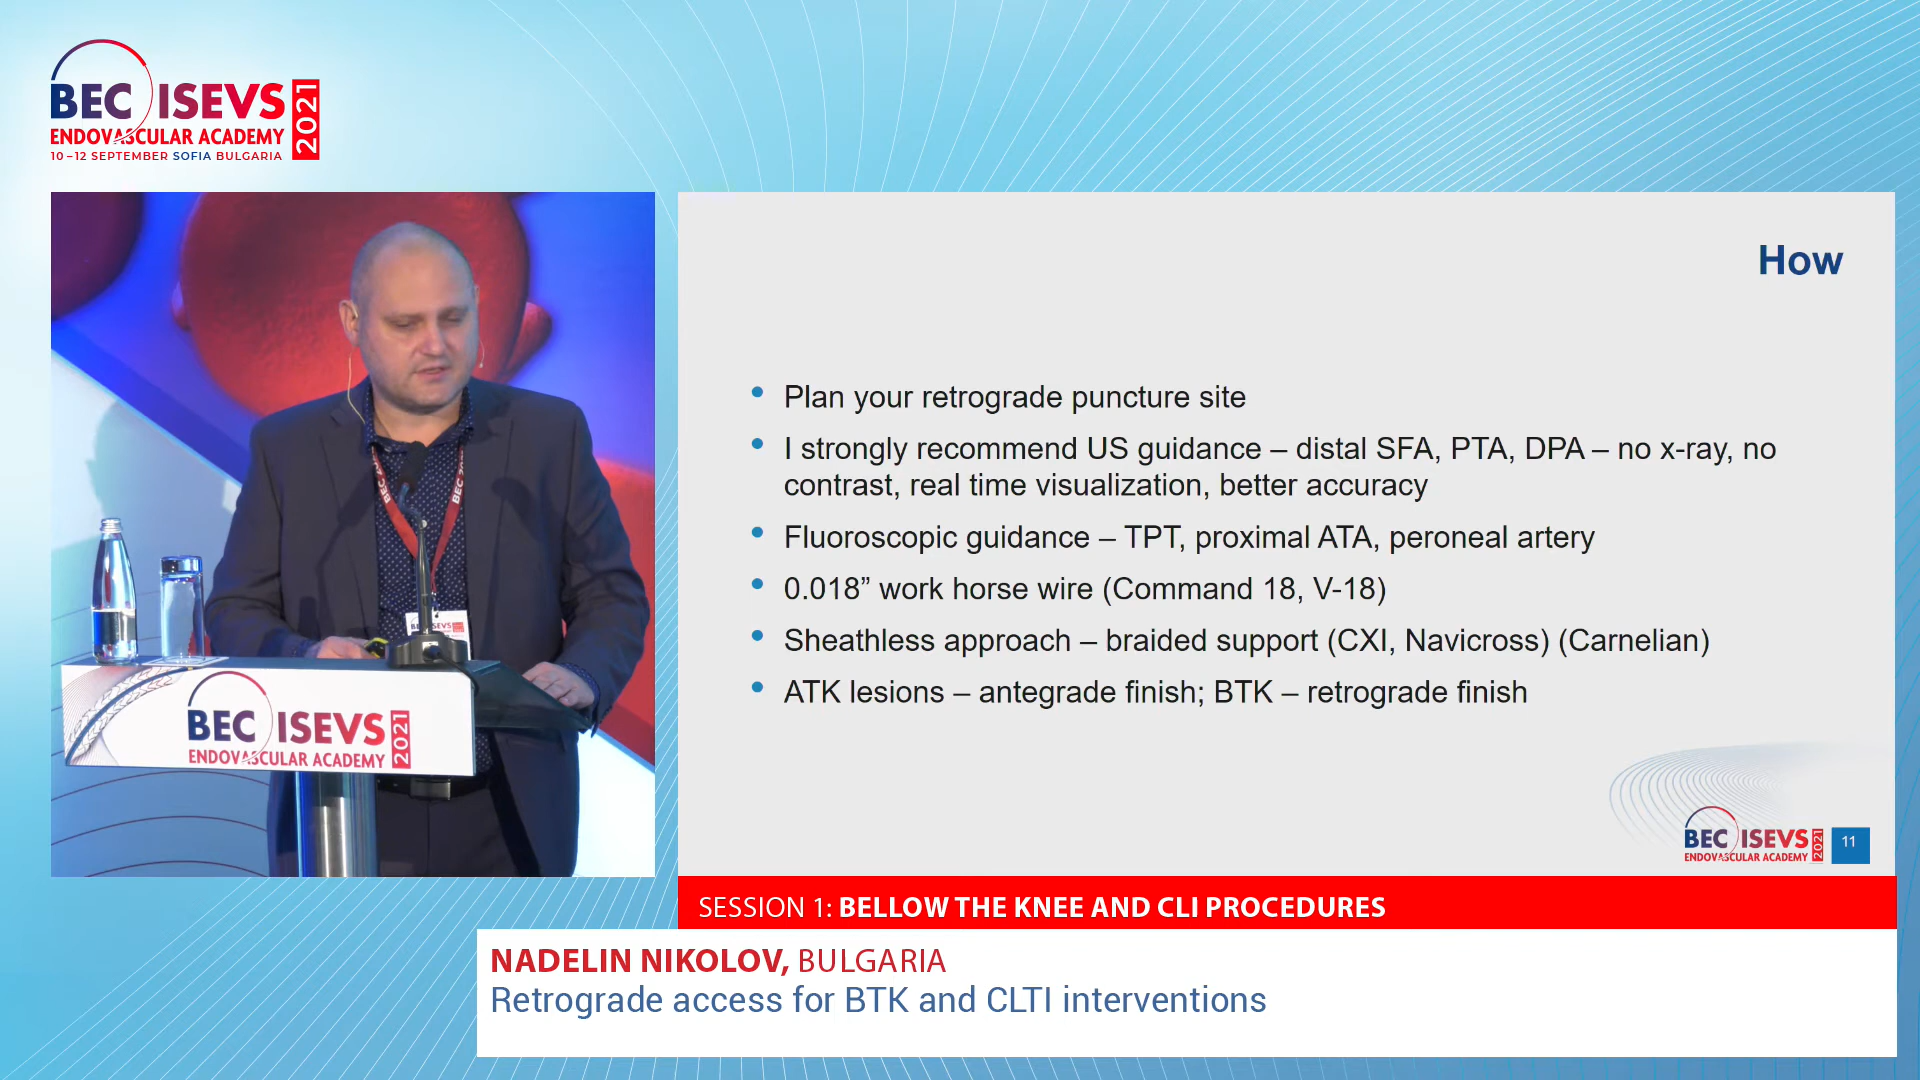 BEC ISEVS 2021
ENDOVASCULAR ACADEMY
10–12 SEPTEMBER SOFIA BULGARIA
BEC ISEVS 2021
ENDOVASCULAR ACADEMY
How
• Plan your retrograde puncture site
• I strongly recommend US guidance – distal SFA, PTA, DPA – no x-ray, no
contrast, real time visualization, better accuracy
• Fluoroscopic guidance – TPT, proximal ATA, peroneal artery
• 0.018” work horse wire (Command 18, V-18)
• Sheathless approach – braided support (CXI, Navicross) (Carnelian)
• ATK lesions – antegrade finish; BTK – retrograde finish
BEC ISEVS 2021
ENDOVASCULAR ACADEMY
11
SESSION 1: BELLOW THE KNEE AND CLI PROCEDURES
NADELIN NIKOLOV, BULGARIA
Retrograde access for BTK and CLTI interventions